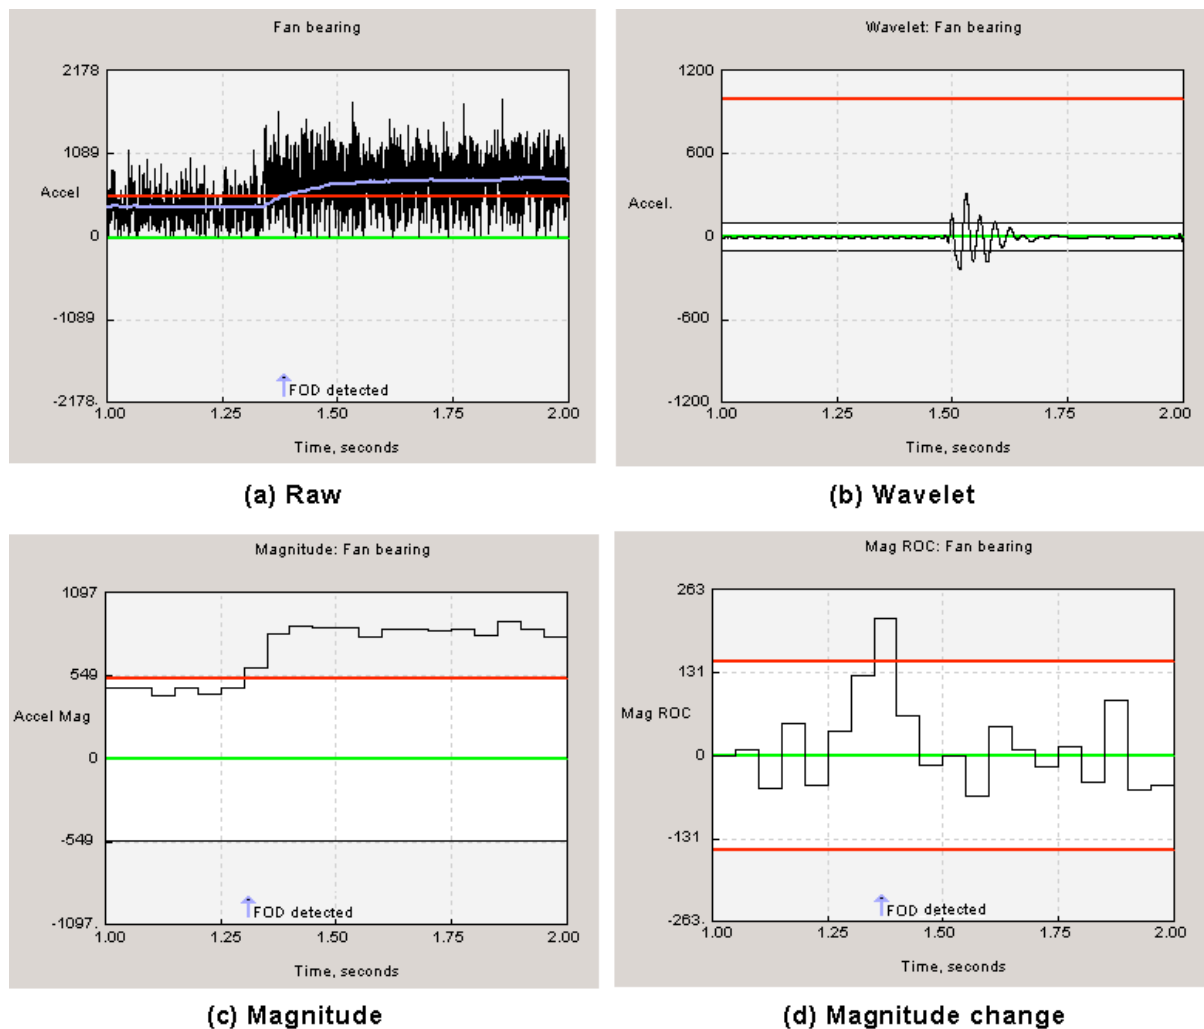 Fan bearing
2178
1089
Accel
0
-1089
-2178.
FOD detected
1.00 1.25 1.50 1.75 2.00
Time, seconds
(a) Raw
Wavelet: Fan bearing
1200
600
Accel.
0
-600
-1200
1.00 1.25 1.50 1.75 2.00
Time, seconds
(b) Wavelet
Magnitude: Fan bearing
1097
549
Accel Mag
0
-549
-1097.
FOD detected
1.00 1.25 1.50 1.75 2.00
Time, seconds
(c) Magnitude
Mag ROC: Fan bearing
263
131
Mag ROC
0
-131
-263.
FOD detected
1.00 1.25 1.50 1.75 2.00
Time, seconds
(d) Magnitude change